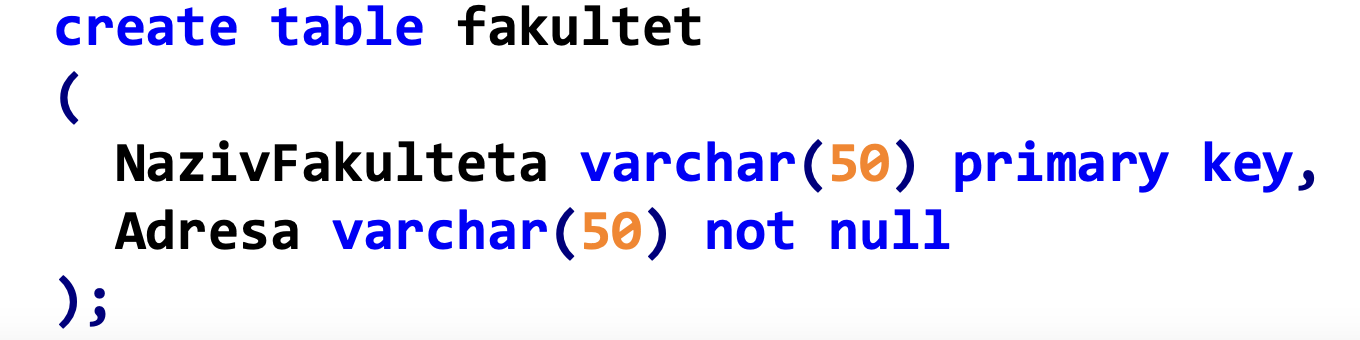 create table fakultet
(
NazivFakulteta varchar(50) primary key,
Adresa varchar(50) not null
);